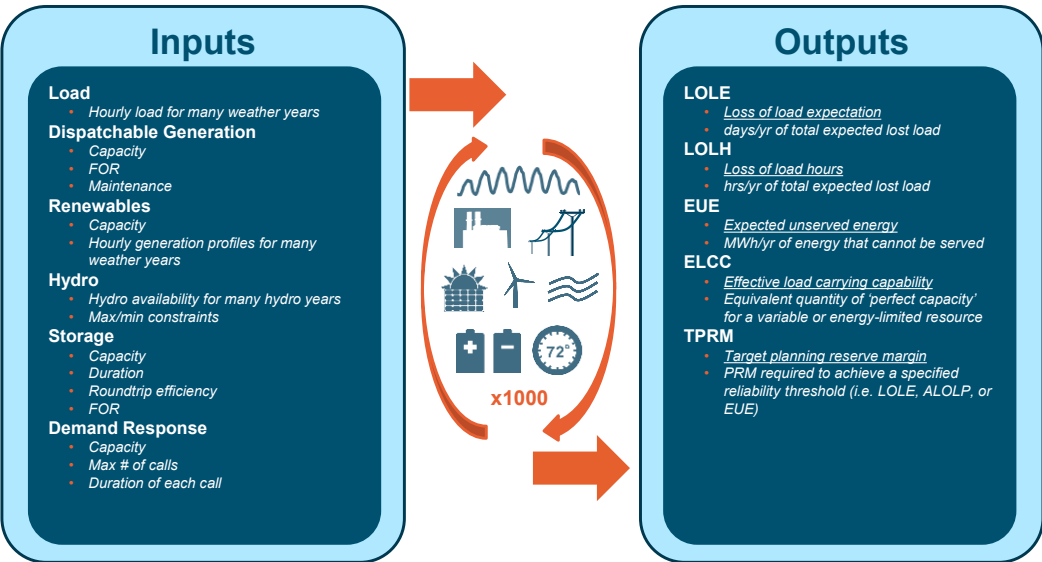 Inputs
Load
• Hourly load for many weather years
Dispatchable Generation
• Capacity
• FOR
• Maintenance
Renewables
• Capacity
• Hourly generation profiles for many
weather years
Hydro
• Hydro availability for many hydro years
• Max/min constraints
Storage
• Capacity
• Duration
• Roundtrip efficiency
• FOR
Demand Response
• Capacity
• Max # of calls
• Duration of each call
72°
x1000
Outputs
LOLE
• Loss of load expectation
• days/yr of total expected lost load
LOLH
• Loss of load hours
• hrs/yr of total expected lost load
EUE
• Expected unserved energy
• MWh/yr of energy that cannot be served
ELCC
• Effective load carrying capability
• Equivalent quantity of ‘perfect capacity’
for a variable or energy-limited resource
TPRM
• Target planning reserve margin
• PRM required to achieve a specified
reliability threshold (i.e. LOLE, ALOLP, or
EUE)